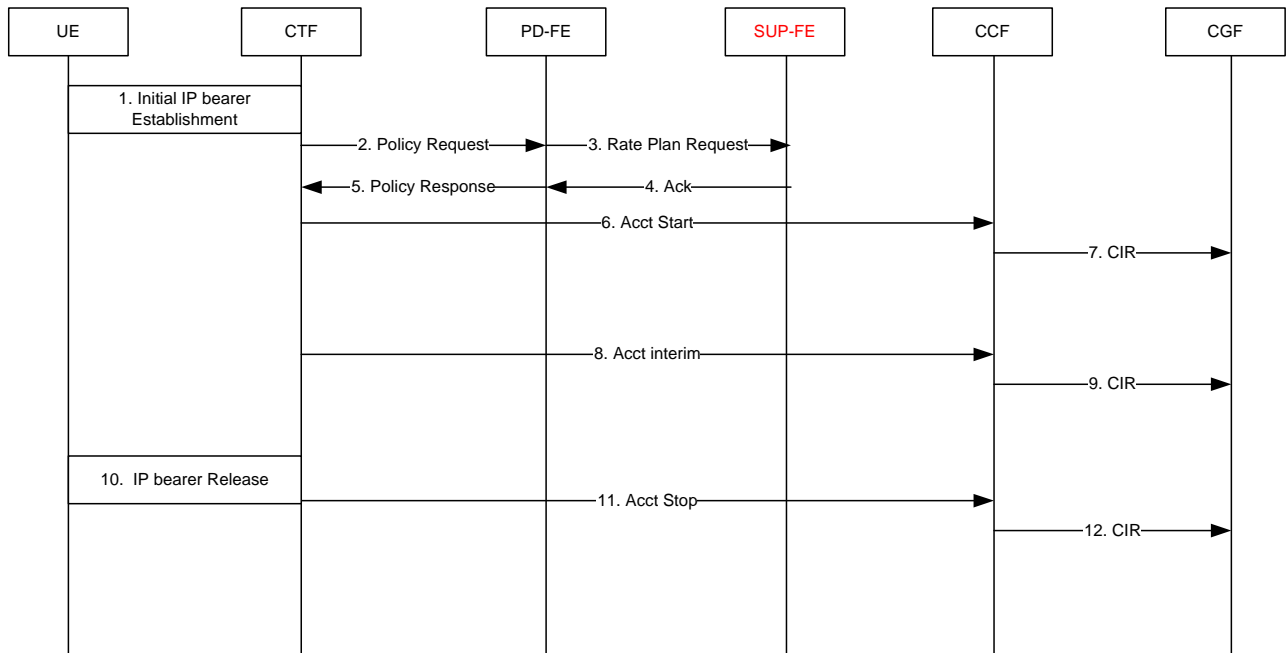 UE
CTF
PD-FE
SUP-FE
CCF
CGF
1. Initial IP bearer
Establishment
2. Policy Request
3. Rate Plan Request
5. Policy Response
4. Ack
6. Acct Start
7. CIR
8. Acct interim
9. CIR
10. IP bearer Release
11. Acct Stop
12. CIR